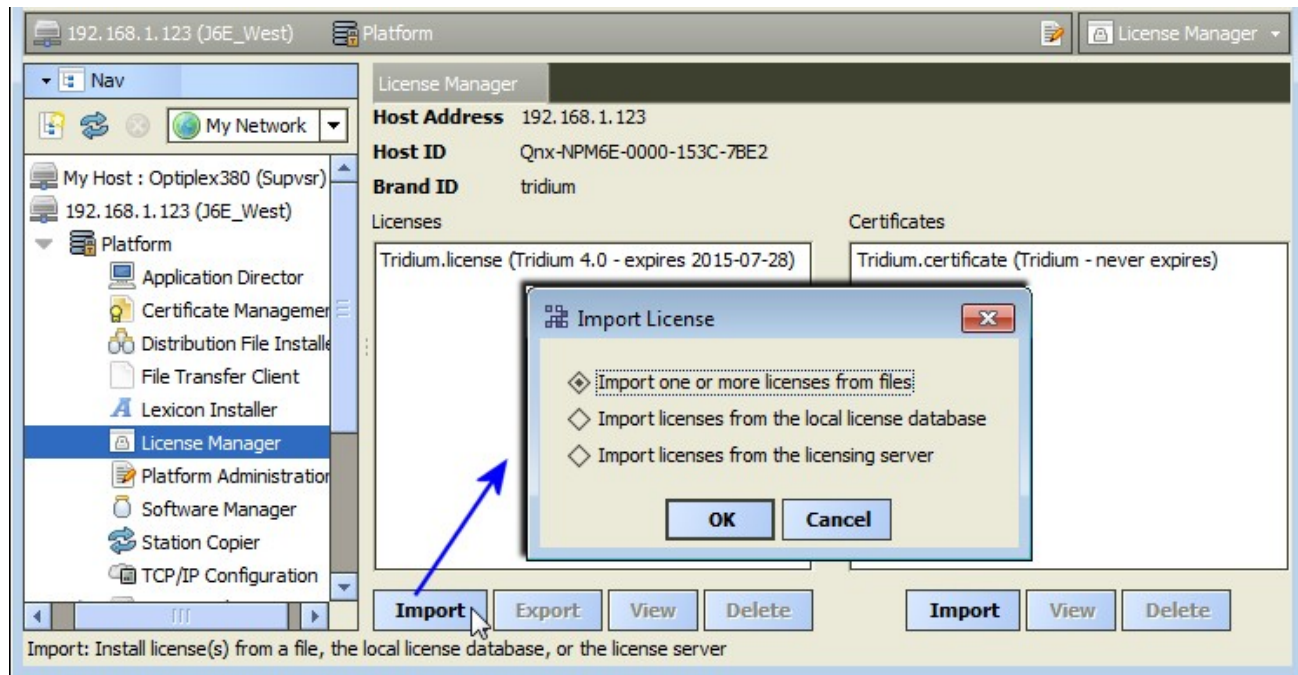 192.168.1.123 (J6E_West) Platform License Manager
Nav
My Network
My Host : Optiplex380 (Supvsr)
192.168.1.123 (J6E_West)
Platform
Application Director
Certificate Managemer
Distribution File Installe
File Transfer Client
Lexicon Installer
License Manager
Platform Administration
Software Manager
Station Copier
TCP/IP Configuration
License Manager
Host Address 192.168.1.123
Host ID Qnx-NPM6E-0000-153C-7BE2
Brand ID tridium
Licenses
Tridium.license (Tridium 4.0 - expires 2015-07-28)
Certificates
Tridium.certificate (Tridium - never expires)
Import License
Import one or more licenses from files
Import licenses from the local license database
Import licenses from the licensing server
OK Cancel
Import Export View Delete
Import View Delete
Import: Install license(s) from a file, the local license database, or the license server